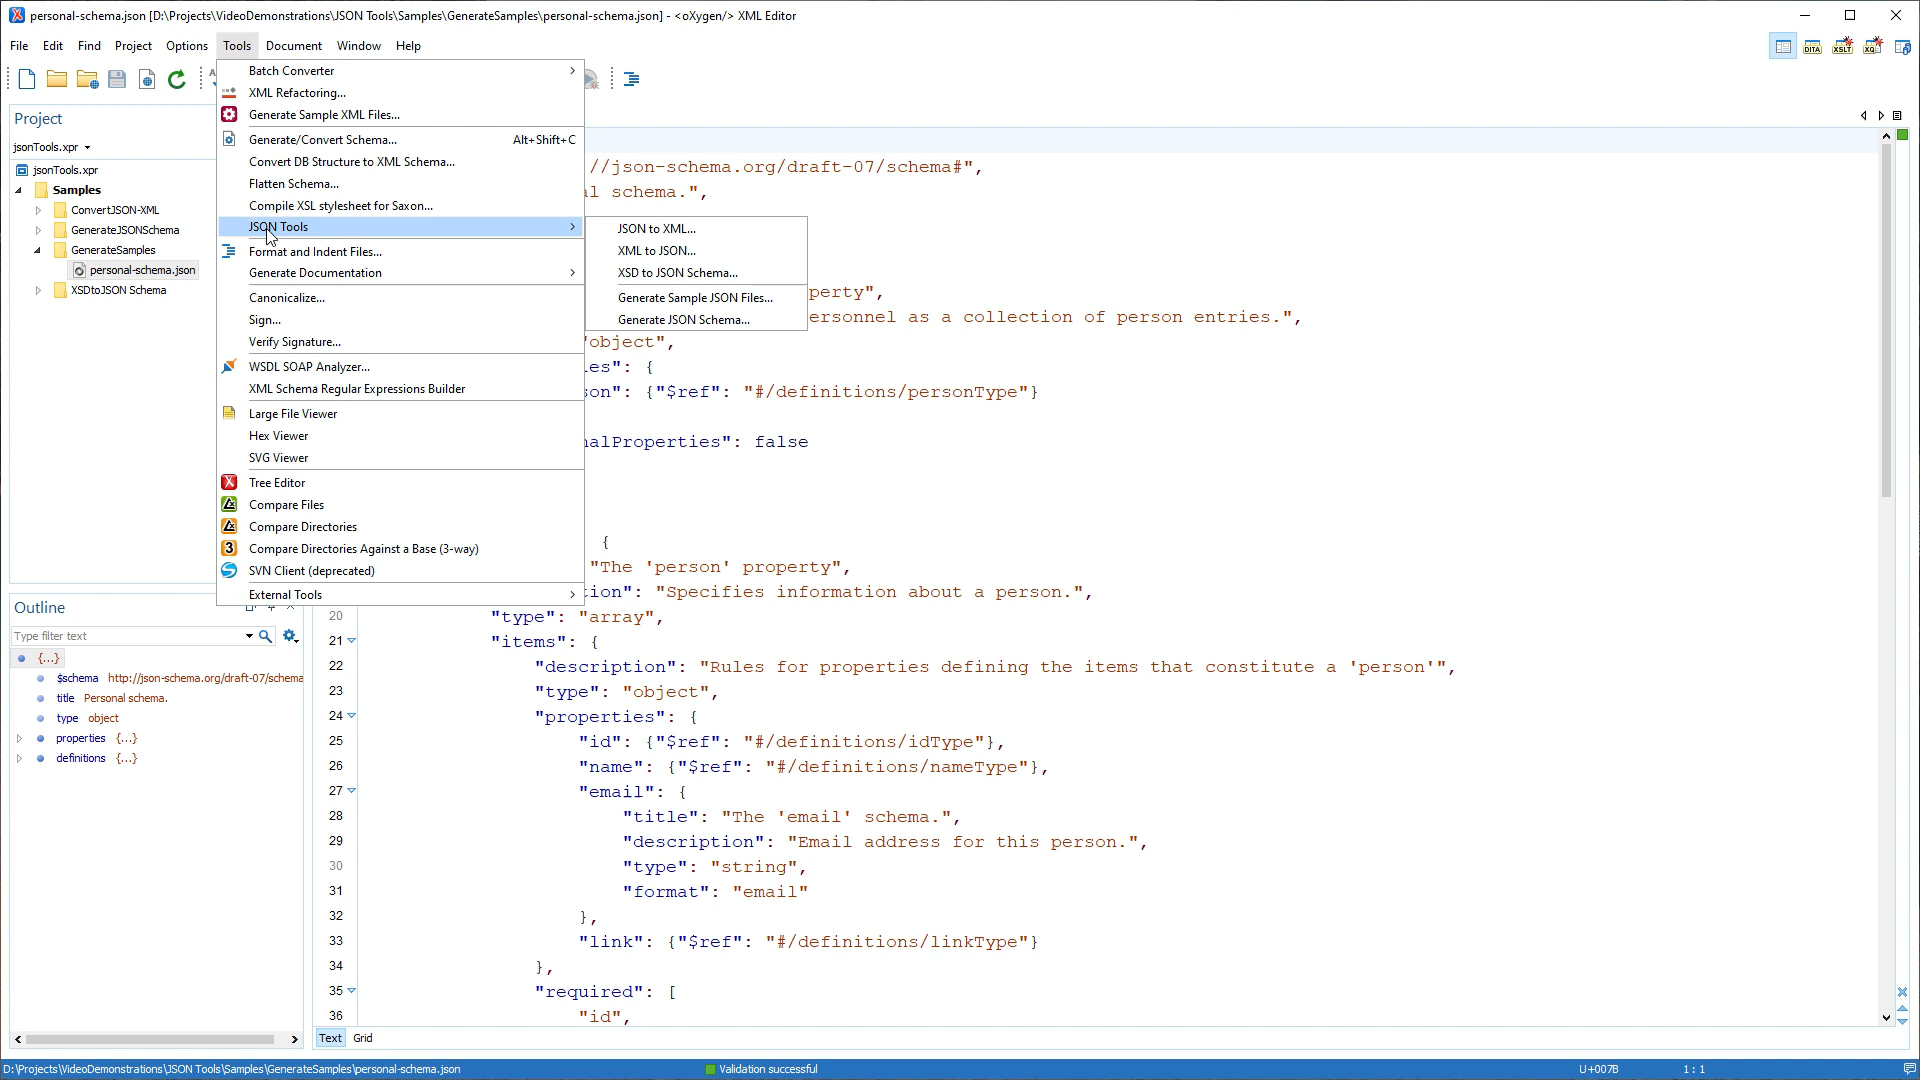 personal-schema.json [D:\Projects\VideoDemonstrations\JSON Tools\Samples\GenerateSamples\personal-schema.json] - <oXygen/> XML Editor
File Edit Find Project Options Tools Document Window Help
DITA XSLT XQ
Project
jsonTools.xpr
jsonTools.xpr
Samples
ConvertJSON-XML
GenerateJSONSchema
GenerateSamples
personal-schema.json
XSDtoJSON Schema
Batch Converter
XML Refactoring...
Generate Sample XML Files...
Generate/Convert Schema... Alt+Shift+C
Convert DB Structure to XML Schema...
Flatten Schema...
Compile XSL stylesheet for Saxon...
JSON Tools
Format and Indent Files...
Generate Documentation
Canonicalize...
Sign...
Verify Signature...
WSDL SOAP Analyzer...
XML Schema Regular Expressions Builder
Large File Viewer
Hex Viewer
SVG Viewer
Tree Editor
Compare Files
Compare Directories
Compare Directories Against a Base (3-way)
SVN Client (deprecated)
External Tools
JSON to XML...
XML to JSON...
XSD to JSON Schema...
Generate Sample JSON Files...
Generate JSON Schema...
//json-schema.org/draft-07/schema#",
al schema.",
perty",
ersonnel as a collection of person entries.",
"object",
ies": {
son": {"$ref": "#/definitions/personType"}
nalProperties": false
{
"The 'person' property",
tion": "Specifies information about a person.",
20 "type": "array",
21 "items": {
22 "description": "Rules for properties defining the items that constitute a 'person'",
23 "type": "object",
24 "properties": {
25 "id": {"$ref": "#/definitions/idType"},
26 "name": {"$ref": "#/definitions/nameType"},
27 "email": {
28 "title": "The 'email' schema.",
29 "description": "Email address for this person.",
30 "type": "string",
31 "format": "email"
32 },
33 "link": {"$ref": "#/definitions/linkType"}
34 },
35 "required": [
36 "id",
Outline
Type filter text
{...}
$schema http://json-schema.org/draft-07/schema
title Personal schema.
type object
properties {...}
definitions {...}
Text Grid
D:\Projects\VideoDemonstrations\JSON Tools\Samples\GenerateSamples\personal-schema.json Validation successful U+007B 1:1